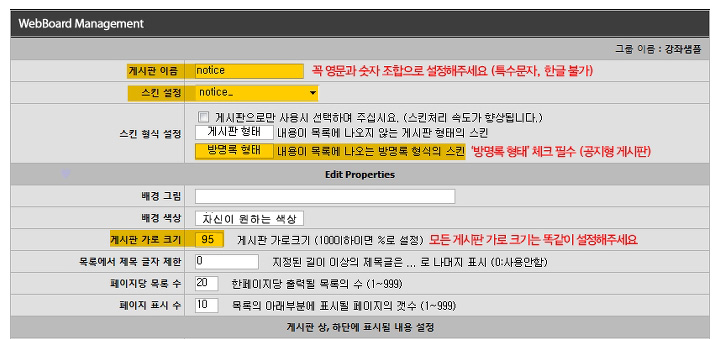 WebBoard Management
그룹 이름 : 강좌샘플
게시판 이름 notice 꼭 영문과 숫자 조합으로 설정해주세요 (특수문자, 한글 불가)
스킨 설정 notice_
게시판으로만 사용시 선택하여 주십시요. (스킨처리 속도가 향상됩니다.)
스킨 형식 설정 게시판 형태 내용이 목록에 나오지 않는 게시판 형태의 스킨
방명록 형태 내용이 목록에 나오는 방명록 형식의 스킨 '방명록 형태' 체크 필수 (공지형 게시판)
Edit Properties
배경 그림
배경 색상 자신이 원하는 색상
게시판 가로 크기 95 게시판 가로크기 (100이하이면 %로 설정) 모든 게시판 가로 크기는 똑같이 설정해주세요
목록에서 제목 글자 제한 0 지정된 길이 이상의 제목글은 ... 로 나머지 표시 (0:사용안함)
페이지당 목록 수 20 한페이지당 출력될 목록의 수 (1~999)
페이지 표시 수 10 목록의 아래부분에 표시될 페이지의 갯수 (1~999)
게시판 상, 하단에 표시될 내용 설정